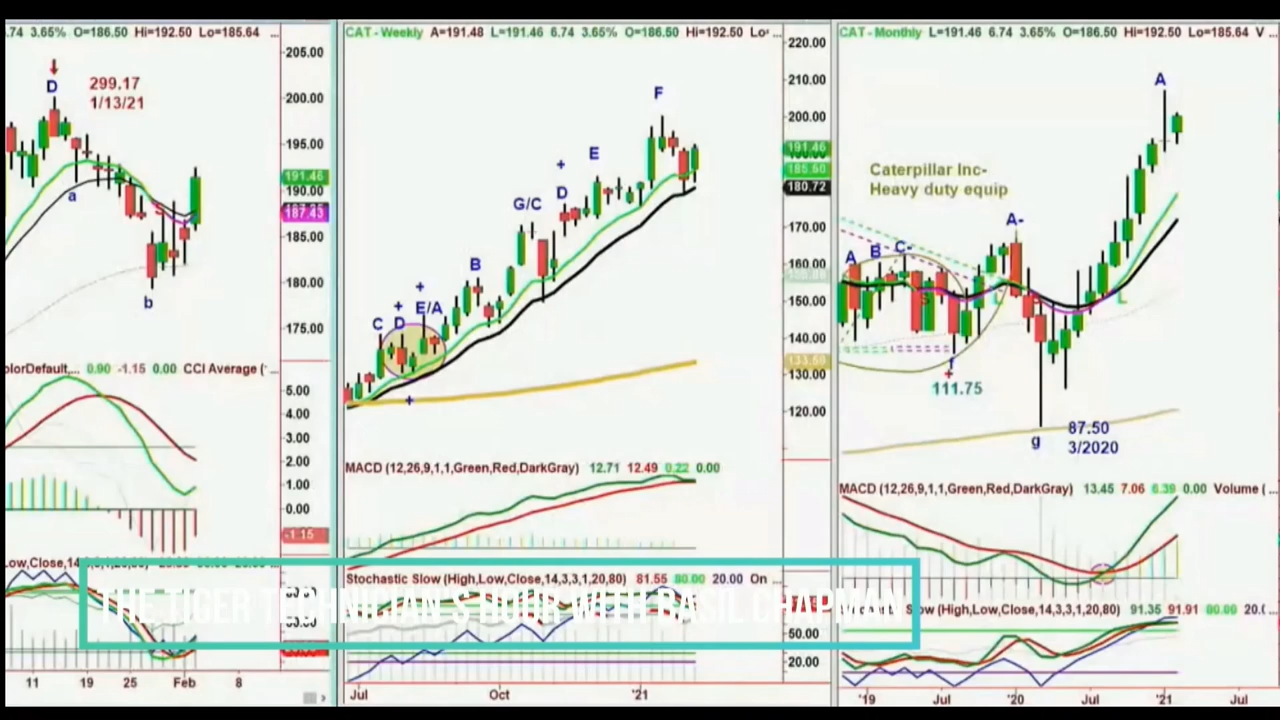 .74 3.65% O=186.50 Hi=192.50 Lo=185.64 ...
205.00
D
299.17
1/13/21
200.00
195.00
191.46
190.00
a
187.43
185.00
180.00
b
175.00
olorDefault,... 0.90 -1.15 0.00 CCI Average (
5.00
4.00
3.00
2.00
1.00
0.00
-1.15
11 19 25 Feb 8
CAT - Weekly A=191.48 L=191.46 6.74 3.65% O=186.50 Hi=192.50 Lo ...
220.00
210.00
F
200.00
191.46
E
180.72
+
D
G/C
170.00
160.00
B
150.00
+
E/A
+
C D
140.00
133.50
130.00
+
120.00
MACD (12,26,9,1,1,Green,Red,DarkGray) 12.71 12.49 0.22 0.00
Stochastic Slow (High,Low,Close,14,3,3,1,20,80) 81.55 80.00 20.00 On ...
50.00
20.00
Jul Oct '21
CAT - Monthly L=191.46 6.74 3.65% O=186.50 Hi=192.50 Lo=185.64 V ...
A
Caterpillar Inc-
Heavy duty equip
A-
A B C-
S
L
L
+
111.75
87.50
3/2020
g
MACD (12,26,9,1,1,Green,Red,DarkGray) 13.45 7.06 6.39 0.00 Volume (...
Slow (High,Low,Close,14,3,3,1,20,80) 91.35 91.91 80.00 20.(...
'19 Jul '20 Jul '21 Jul
THE TIGER TECHNICIAN'S HOUR WITH BASIL CHAPMAN